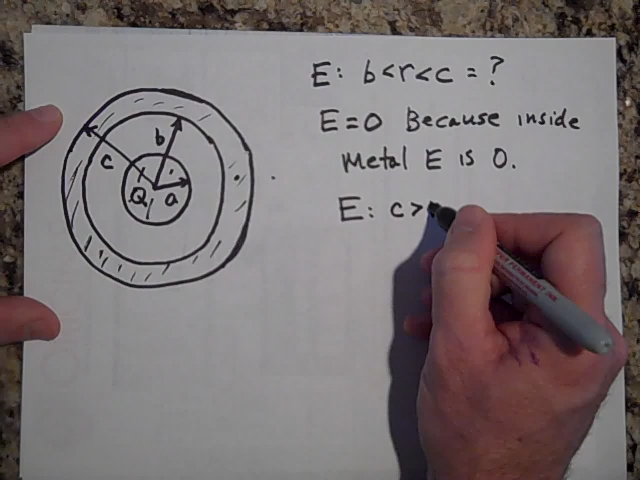 E: b<r<c = ?
E=0 Because inside
Metal E is 0.
E: c>
b
c
Q
a